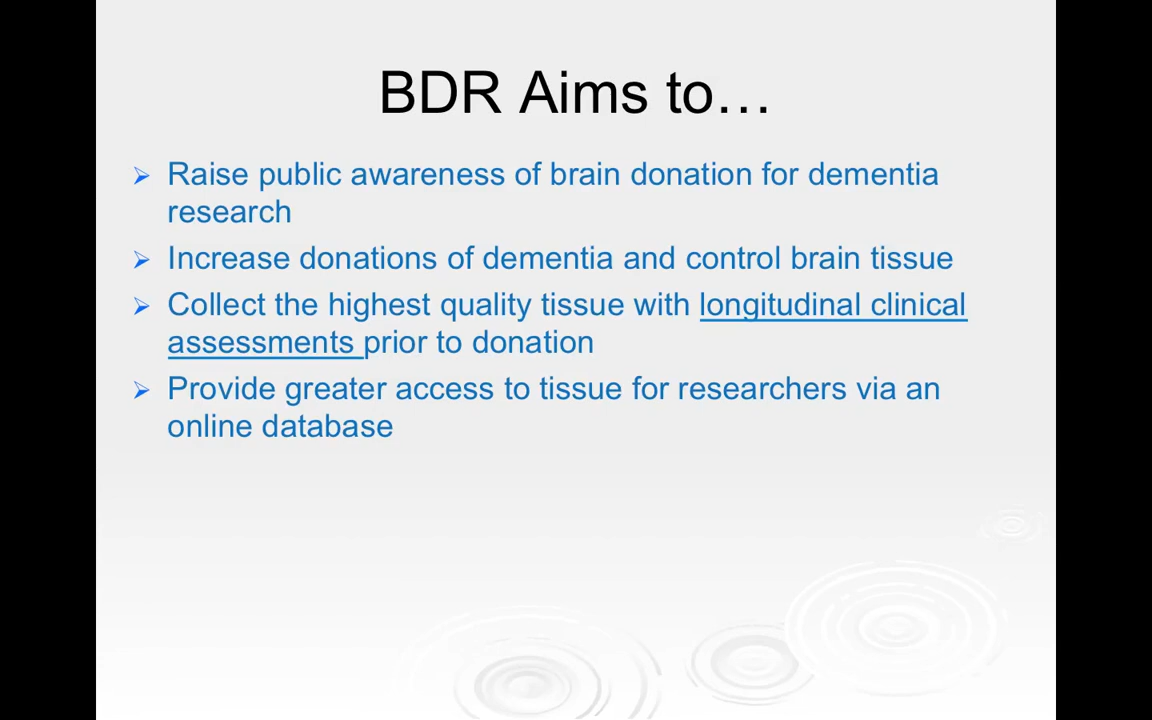 BDR Aims to…
Raise public awareness of brain donation for dementia
research
Increase donations of dementia and control brain tissue
Collect the highest quality tissue with longitudinal clinical
assessments prior to donation
Provide greater access to tissue for researchers via an
online database